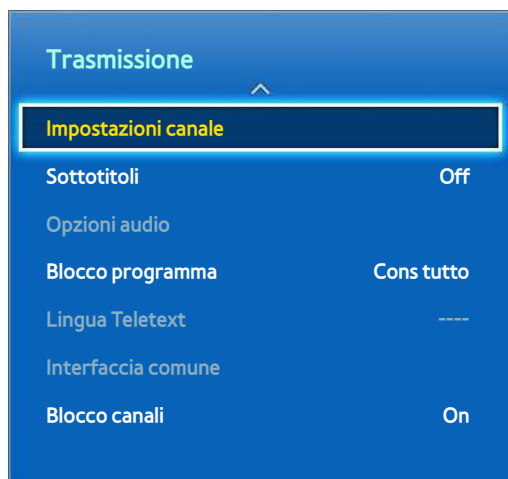 Trasmissione
Impostazioni canale
Sottotitoli Off
Opzioni audio
Blocco programma Cons tutto
Lingua Teletext ----
Interfaccia comune
Blocco canali On